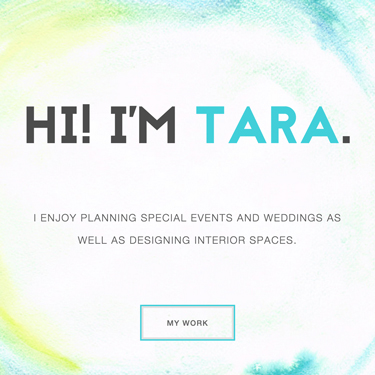 HI! I'M TARA.
I ENJOY PLANNING SPECIAL EVENTS AND WEDDINGS AS
WELL AS DESIGNING INTERIOR SPACES.
MY WORK